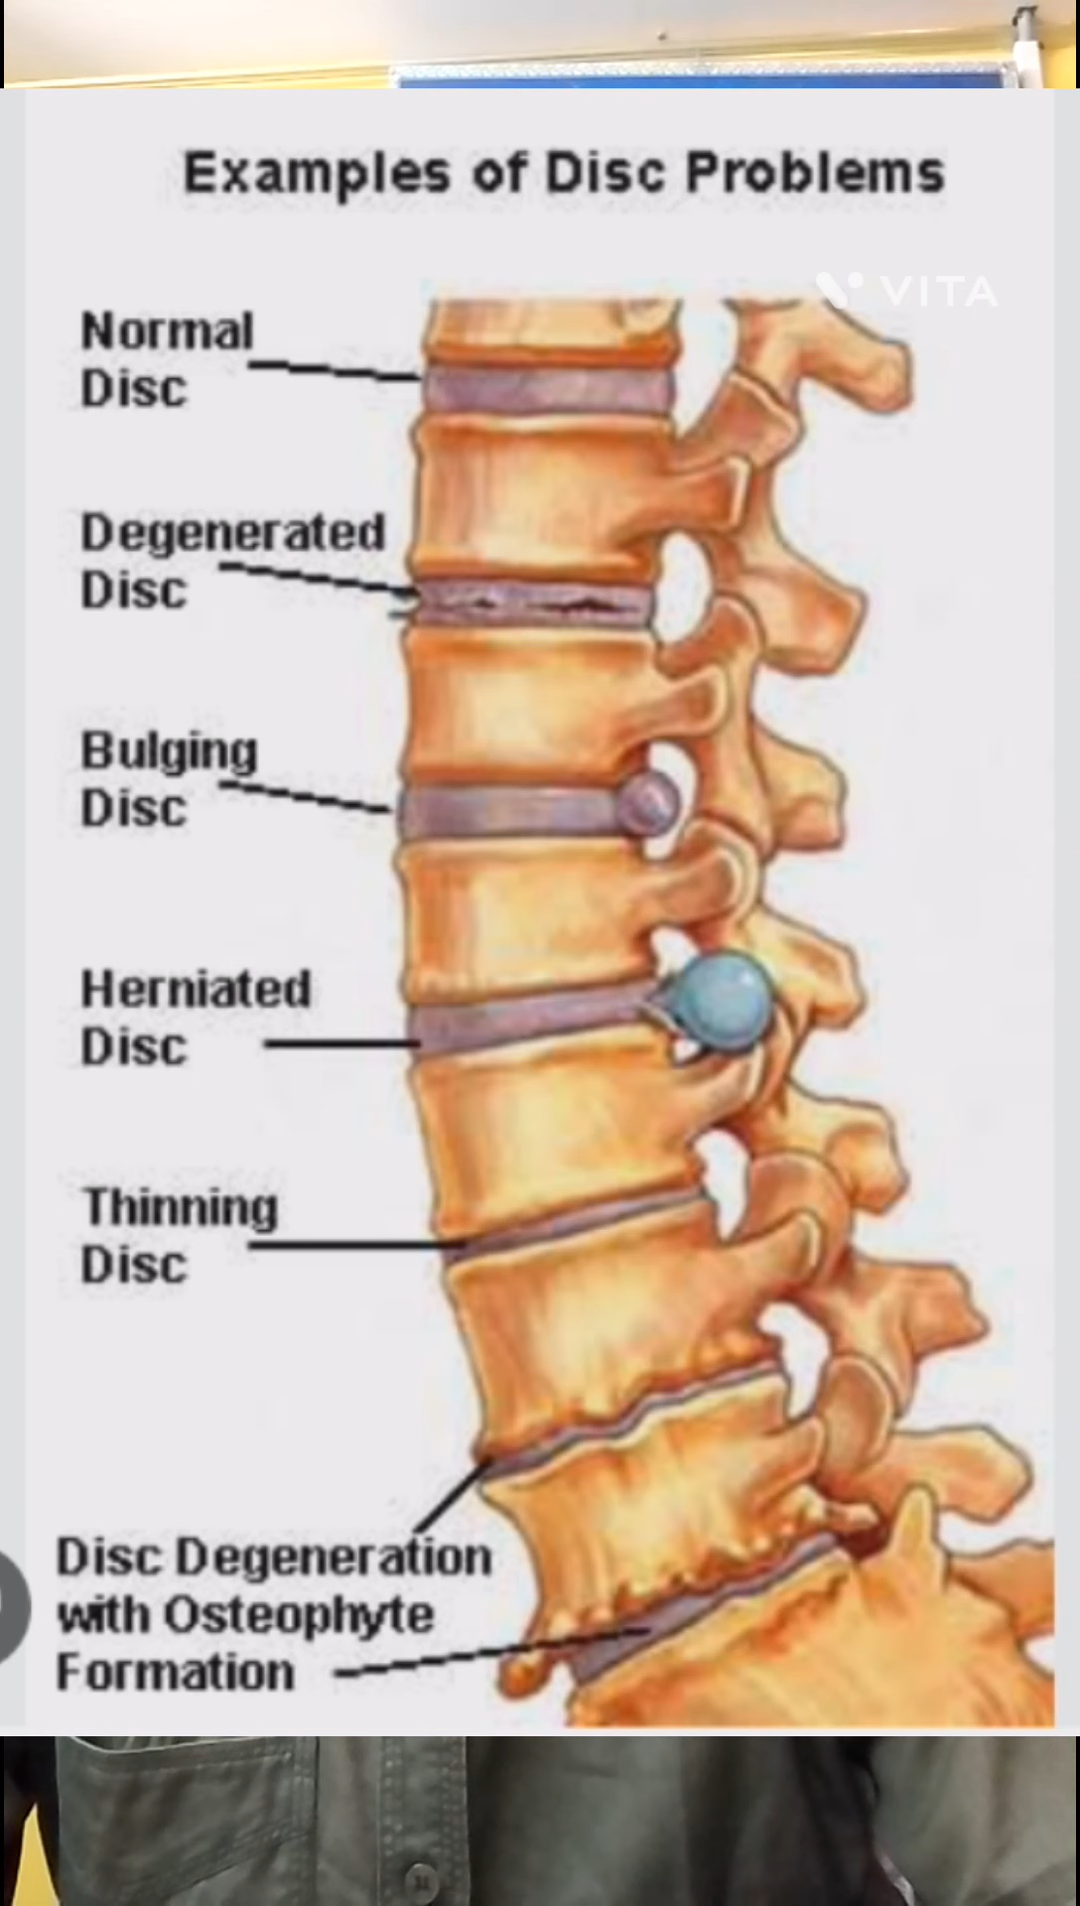 Examples of Disc Problems
VITA
Normal
Disc
Degenerated
Disc
Bulging
Disc
Herniated
Disc
Thinning
Disc
Disc Degeneration
with Osteophyte
Formation